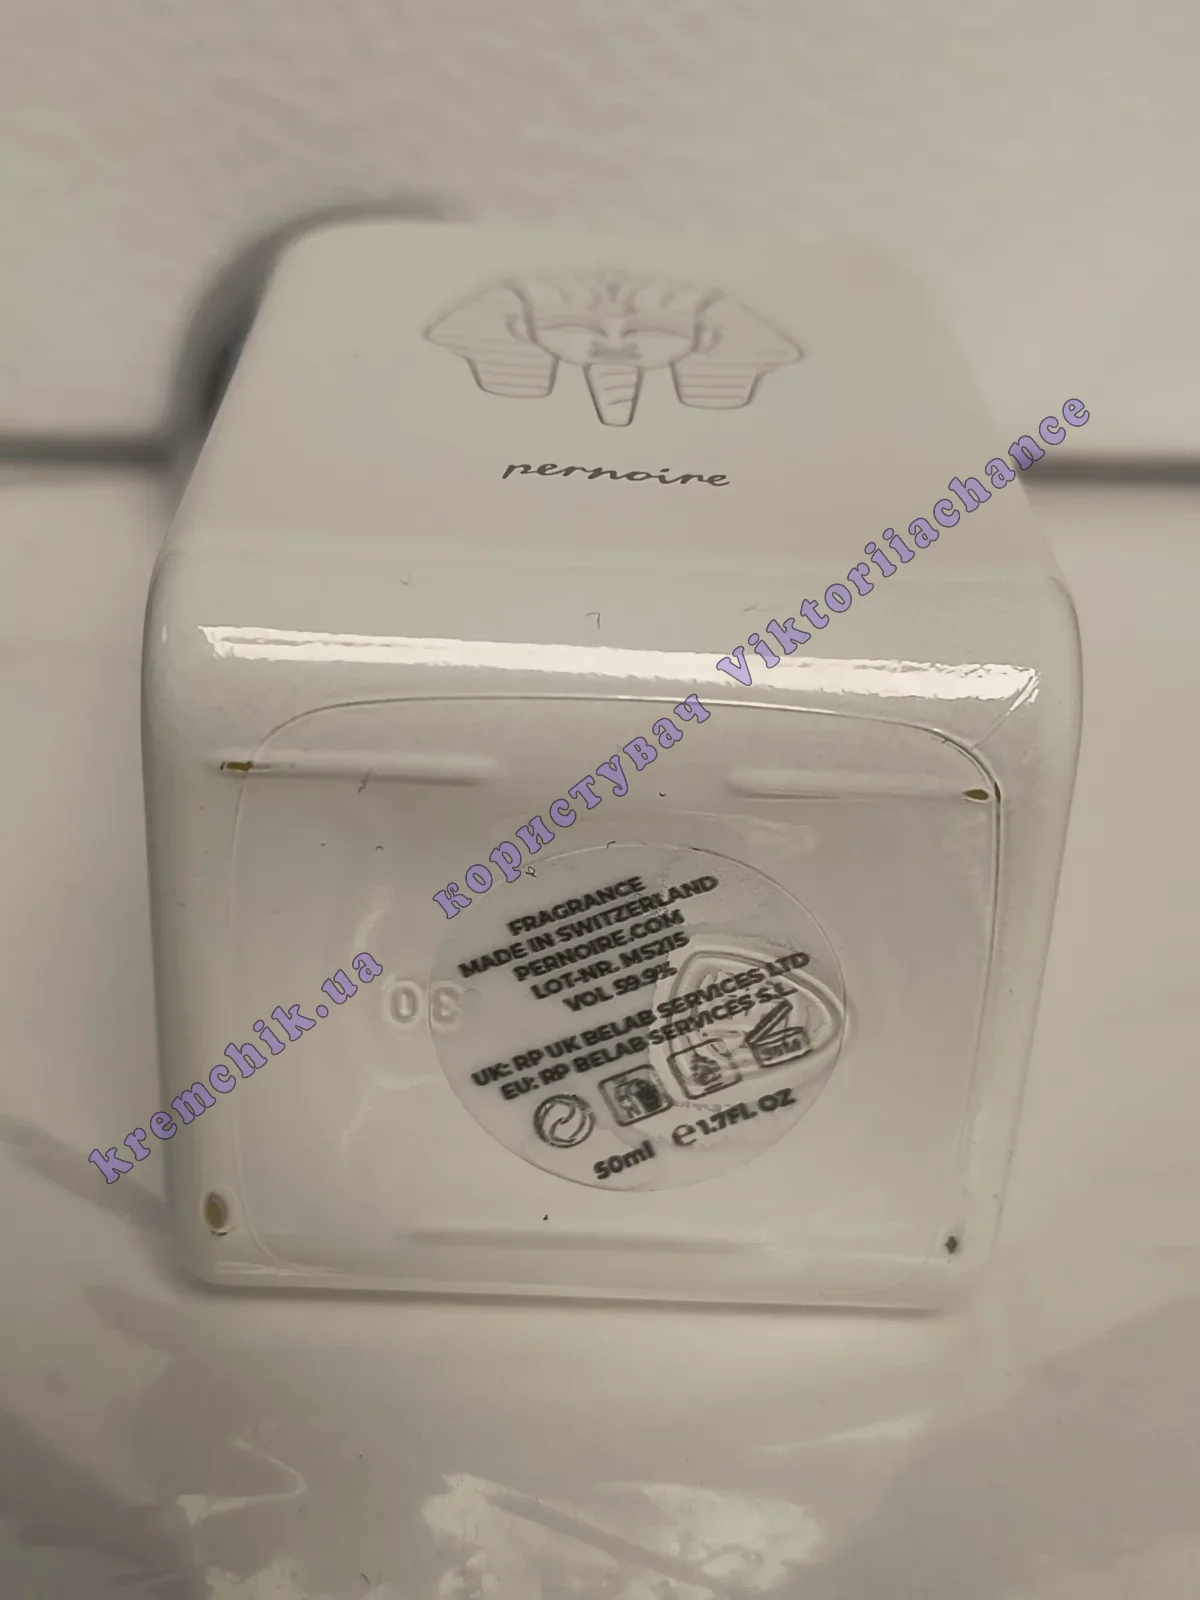 pernoire
FRAGRANCE
MADE IN SWITZERLAND
PERNOIRE.COM
LOT-NR. MS215
VOL 59.9%
UK: RP UK BELAB SERVICES LTD
EU: RP BELAB SERVICES S.L.
50ml e 1.7FL. OZ
30
kremchik.ua користувач Viktoriiachance